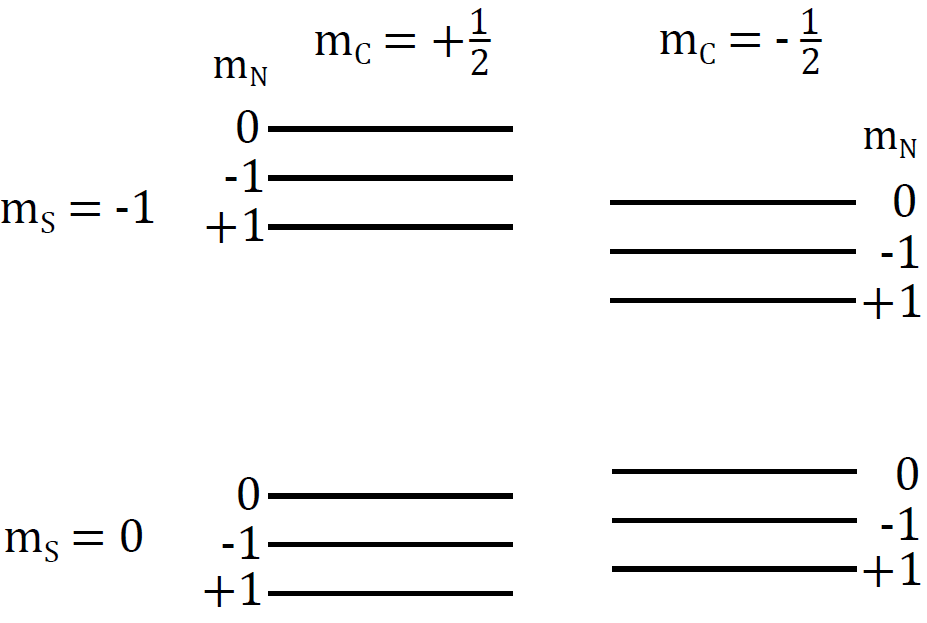 m_C = +1/2
m_C = - 1/2
m_N
0
-1
+1
m_S = -1
m_N
0
-1
+1
0
-1
+1
m_S = 0
0
-1
+1